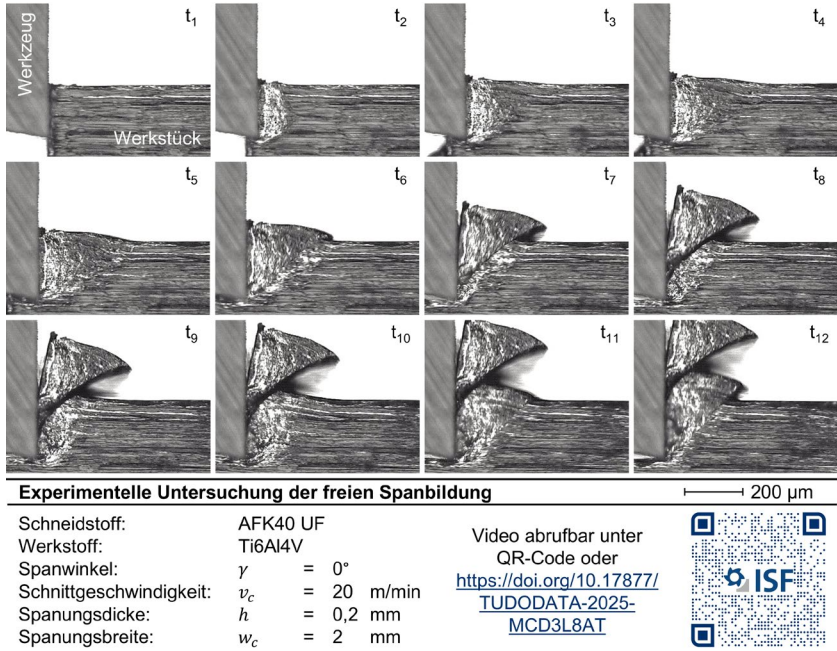 t1
t2
t3
t4
Werkzeug
Werkstück
t5
t6
t7
t8
t9
t10
t11
t12
Experimentelle Untersuchung der freien Spanbildung
200 µm
Schneidstoff: AFK40 UF
Werkstoff: Ti6Al4V
Spanwinkel: γ = 0°
Schnittgeschwindigkeit: vc = 20 m/min
Spanungsdicke: h = 0,2 mm
Spanungsbreite: wc = 2 mm
Video abrufbar unter
QR-Code oder
https://doi.org/10.17877/
TUDODATA-2025-
MCD3L8AT
ISF